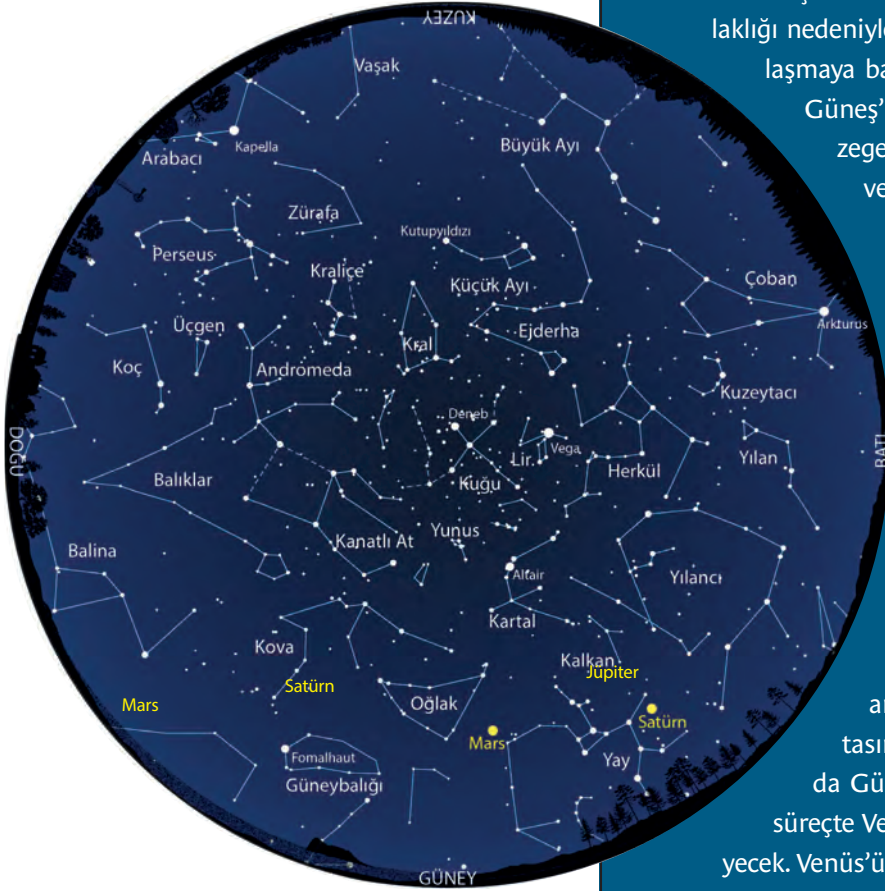 KUZEY
Vaşak
Kapella
Arabacı
Büyük Ayı
Zürafa
Kutupyıldızı
Perseus
Kraliçe
Küçük Ayı
Çoban
Arkturus
Üçgen
Kral
Ejderha
Koç
Andromeda
Kuzeytacı
Deneb
DOĞU
Lir
Vega
Herkül
Yılan
BATI
Balıklar
Kuğu
Yunus
Kanatlı At
Balina
Altair
Yılancı
Kartal
Kova
Kalkan
Jüpiter
Satürn
Oğlak
Mars
Satürn
Mars
Yay
Fomalhaut
Güneybalığı
GÜNEY
laklığı nedeniyle
laşmaya ba
Güneş'
zege
ve
a
tasın
da Gü
süreçte Ve
yecek. Venüs'ü